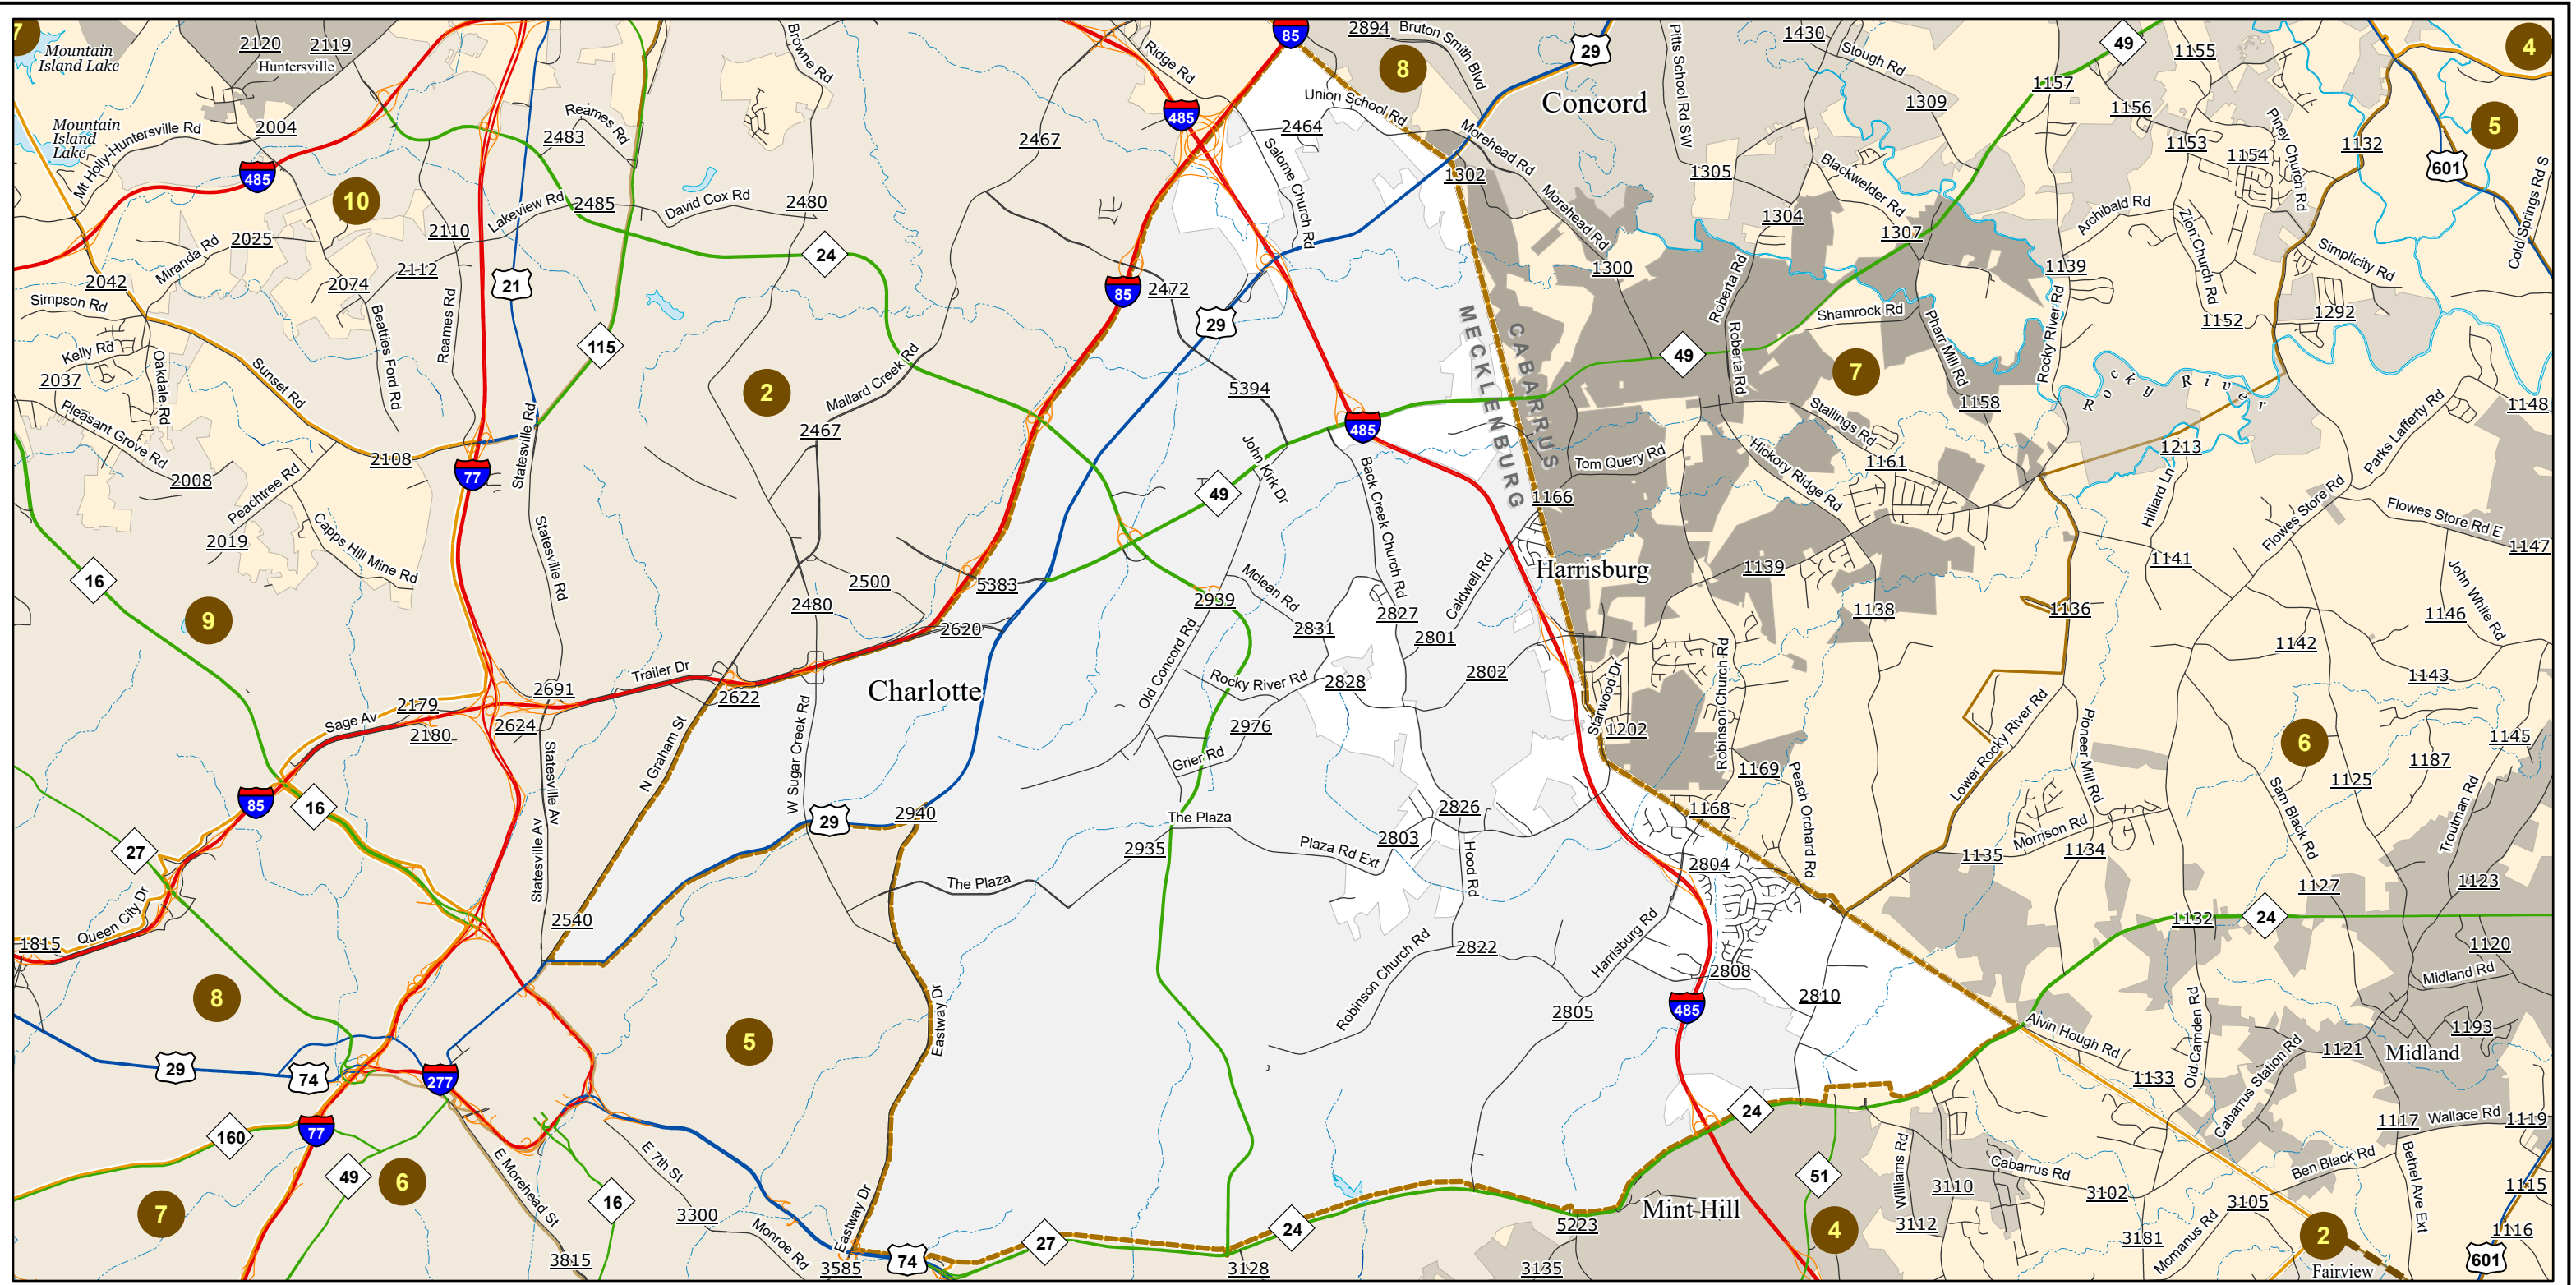 7
Mountain
Island Lake
2120
2119
Huntersville
Browne Rd
Ridge Rd
85
2894
Bruton Smith Blvd
8
29
Concord
Pitts School Rd SW
1430
Stough Rd
49
1155
4
5
Mountain
Island
Lake
Mt Holly-Huntersville Rd
2004
485
2483
Reames Rd
2467
485
Union School Rd
2464
Salome Church Rd
Morehead Rd
1302
1305
1309
1157
1156
1153
1154
Piney Church Rd
1132
601
Cold Springs Rd S
10
2110
Lakeview Rd
2485
David Cox Rd
2480
Morehead Rd
1304
Blackwelder Rd
1307
Archibald Rd
Zion Church Rd
Simplicity Rd
2025
Miranda Rd
2042
2074
2112
21
24
85
2472
29
1300
Roberta Rd
1139
Simpson Rd
Beatties Ford Rd
Reames Rd
115
MECKLENBURG
CABARRUS
49
Roberta Rd
Shamrock Rd
Pharr Mill Rd
Rocky River Rd
1152
1292
Kelly Rd
2037
Oakdale Rd
Sunset Rd
2
Mallard Creek Rd
2467
5394
485
7
1158
Rocky River
1148
Pleasant Grove Rd
2008
2108
77
Statesville Rd
John Kirk Dr
49
Back Creek Church Rd
Tom Query Rd
Stallings Rd
1161
Hickory Ridge Rd
1213
Parks Lafferty Rd
Peachtree Rd
2019
Capps Hill Mine Rd
Statesville Rd
1166
Hilliard Ln
Flowes Store Rd
Flowes Store Rd E
1147
16
9
2500
2480
5383
2620
2939
Mclean Rd
2831
2827
2801
Caldwell Rd
Harrisburg
1139
1138
1136
1141
1146
John White Rd
Old Concord Rd
Rocky River Rd
2828
2802
1142
1143
Trailer Dr
2691
2179
Sage Av
2180
2624
2622
Charlotte
2976
Grier Rd
Starwood Dr
1202
Robinson Church Rd
1169
Peach Orchard Rd
Lower Rocky River Rd
Pioneer Mill Rd
6
1145
1187
1125
N Graham St
W Sugar Creek Rd
Statesville Av
Statesville Av
85
16
27
29
2940
The Plaza
2935
Plaza Rd Ext
2803
2826
Hood Rd
1168
2804
1135
Morrison Rd
1134
Sam Black Rd
Troutman Rd
1127
1123
The Plaza
Queen City Dr
1815
2540
1132
24
1120
8
Robinson Church Rd
2822
Harrisburg Rd
2808
2810
485
2805
Midland Rd
1193
Midland
5
Eastway Dr
Alvin Hough Rd
1133
Old Camden Rd
Cabarrus Station Rd
1121
29
74
277
77
160
49
6
7
E Morehead St
E 7th St
16
3300
Monroe Rd
3815
3585
Eastway Dr
74
27
3128
24
24
5223
3135
Mint Hill
51
4
Williams Rd
3112
3110
Cabarrus Rd
3102
3181
Mcmanus Rd
3105
Ben Black Rd
1117
Wallace Rd
1119
Bethel Ave Ext
1115
1116
601
2
Fairview